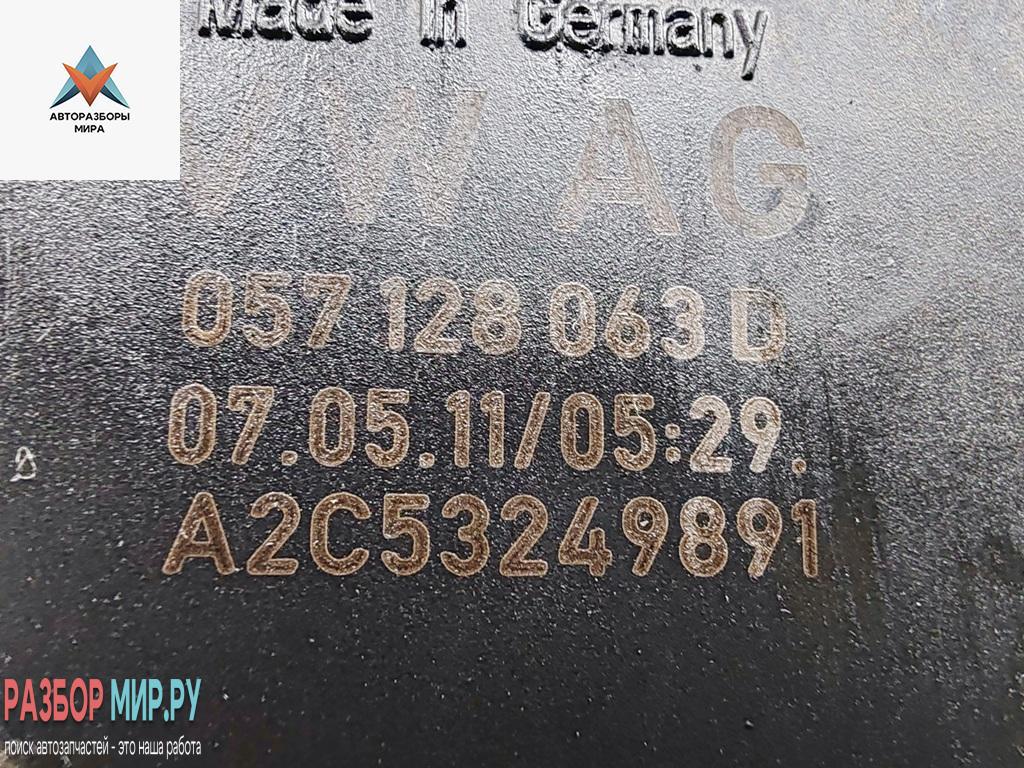 Made in Germany
АВТОРАЗБОРЫ
МИРА
VW AG
057 128 063 D
07.05.11/05:29.
A2C53249891
РАЗБОР МИР.РУ
поиск автозапчастей - это наша работа